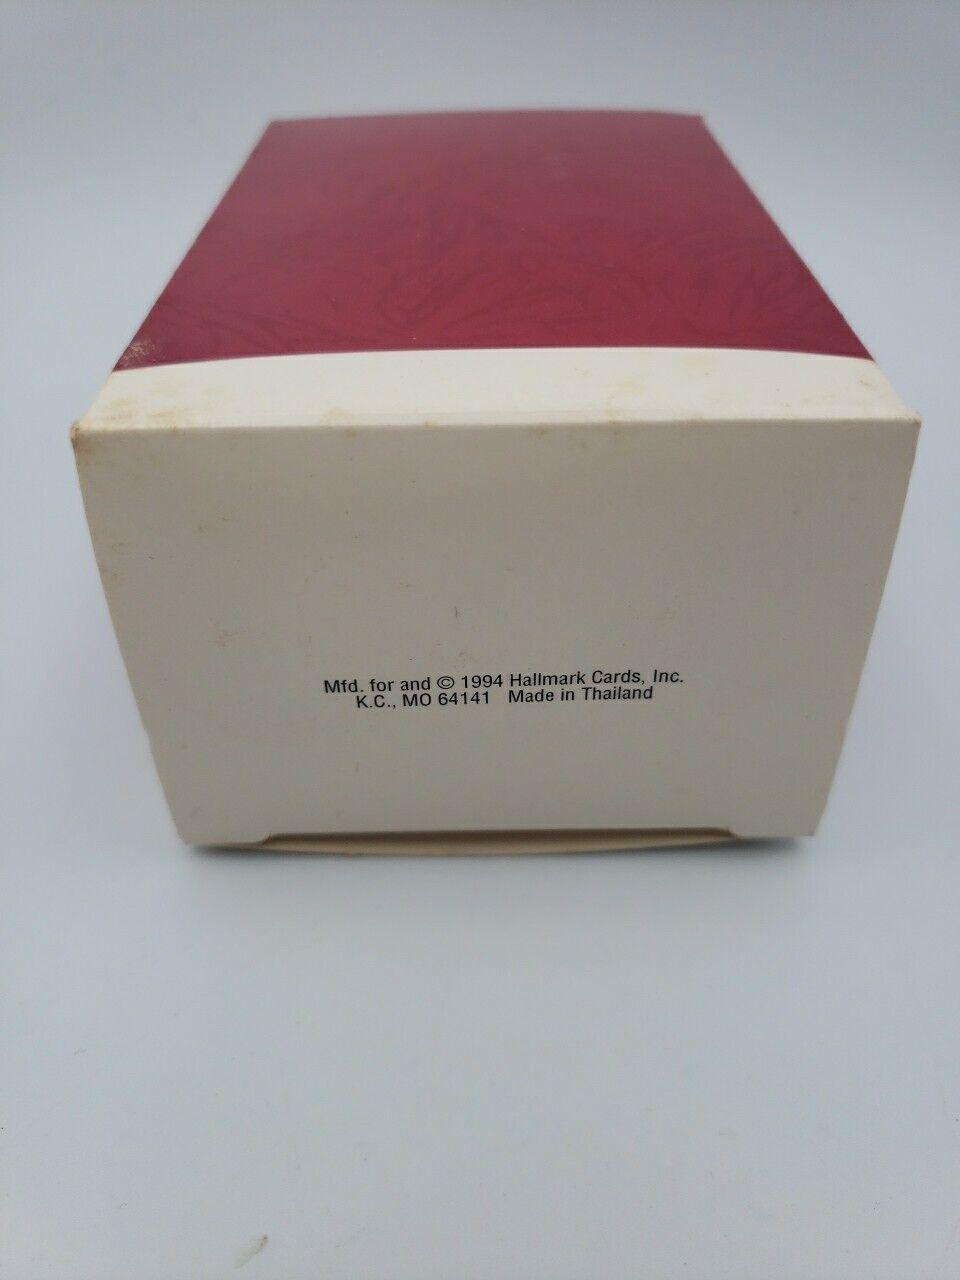 Mfd. for and © 1994 Hallmark Cards, Inc.
K.C., MO 64141 Made in Thailand